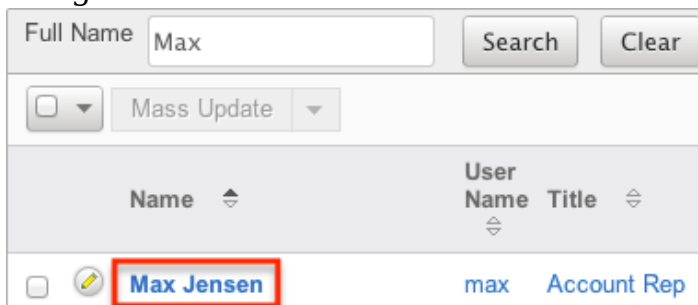 Full Name Max Search Clear
Mass Update
Name User Name Title
Max Jensen max Account Rep